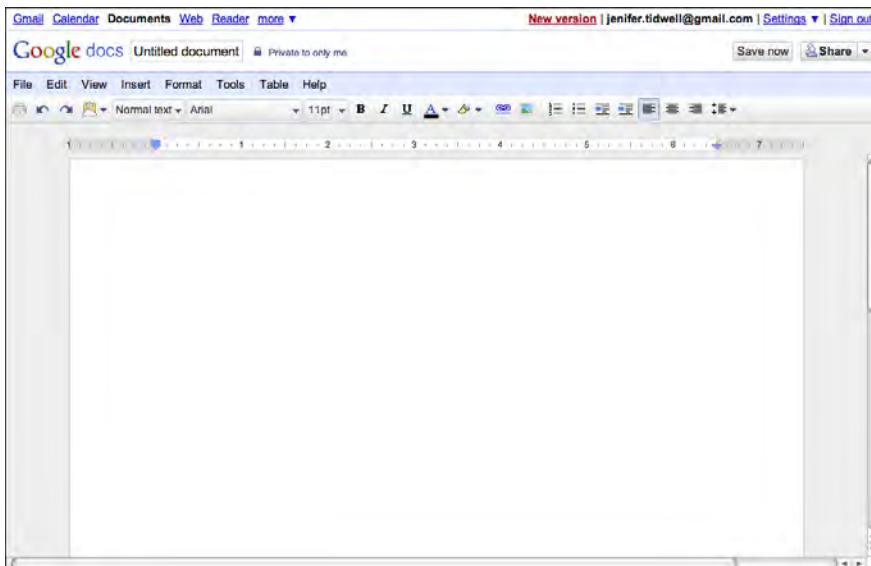 Gmail Calendar Documents Web Reader more ▼ New version | jenifer.tidwell@gmail.com | Settings ▼ | Sign out
Google docs Untitled document Private to only me Save now Share
File Edit View Insert Format Tools Table Help
Normal text Arial 11pt B I U A
1 1 2 3 4 5 6 7